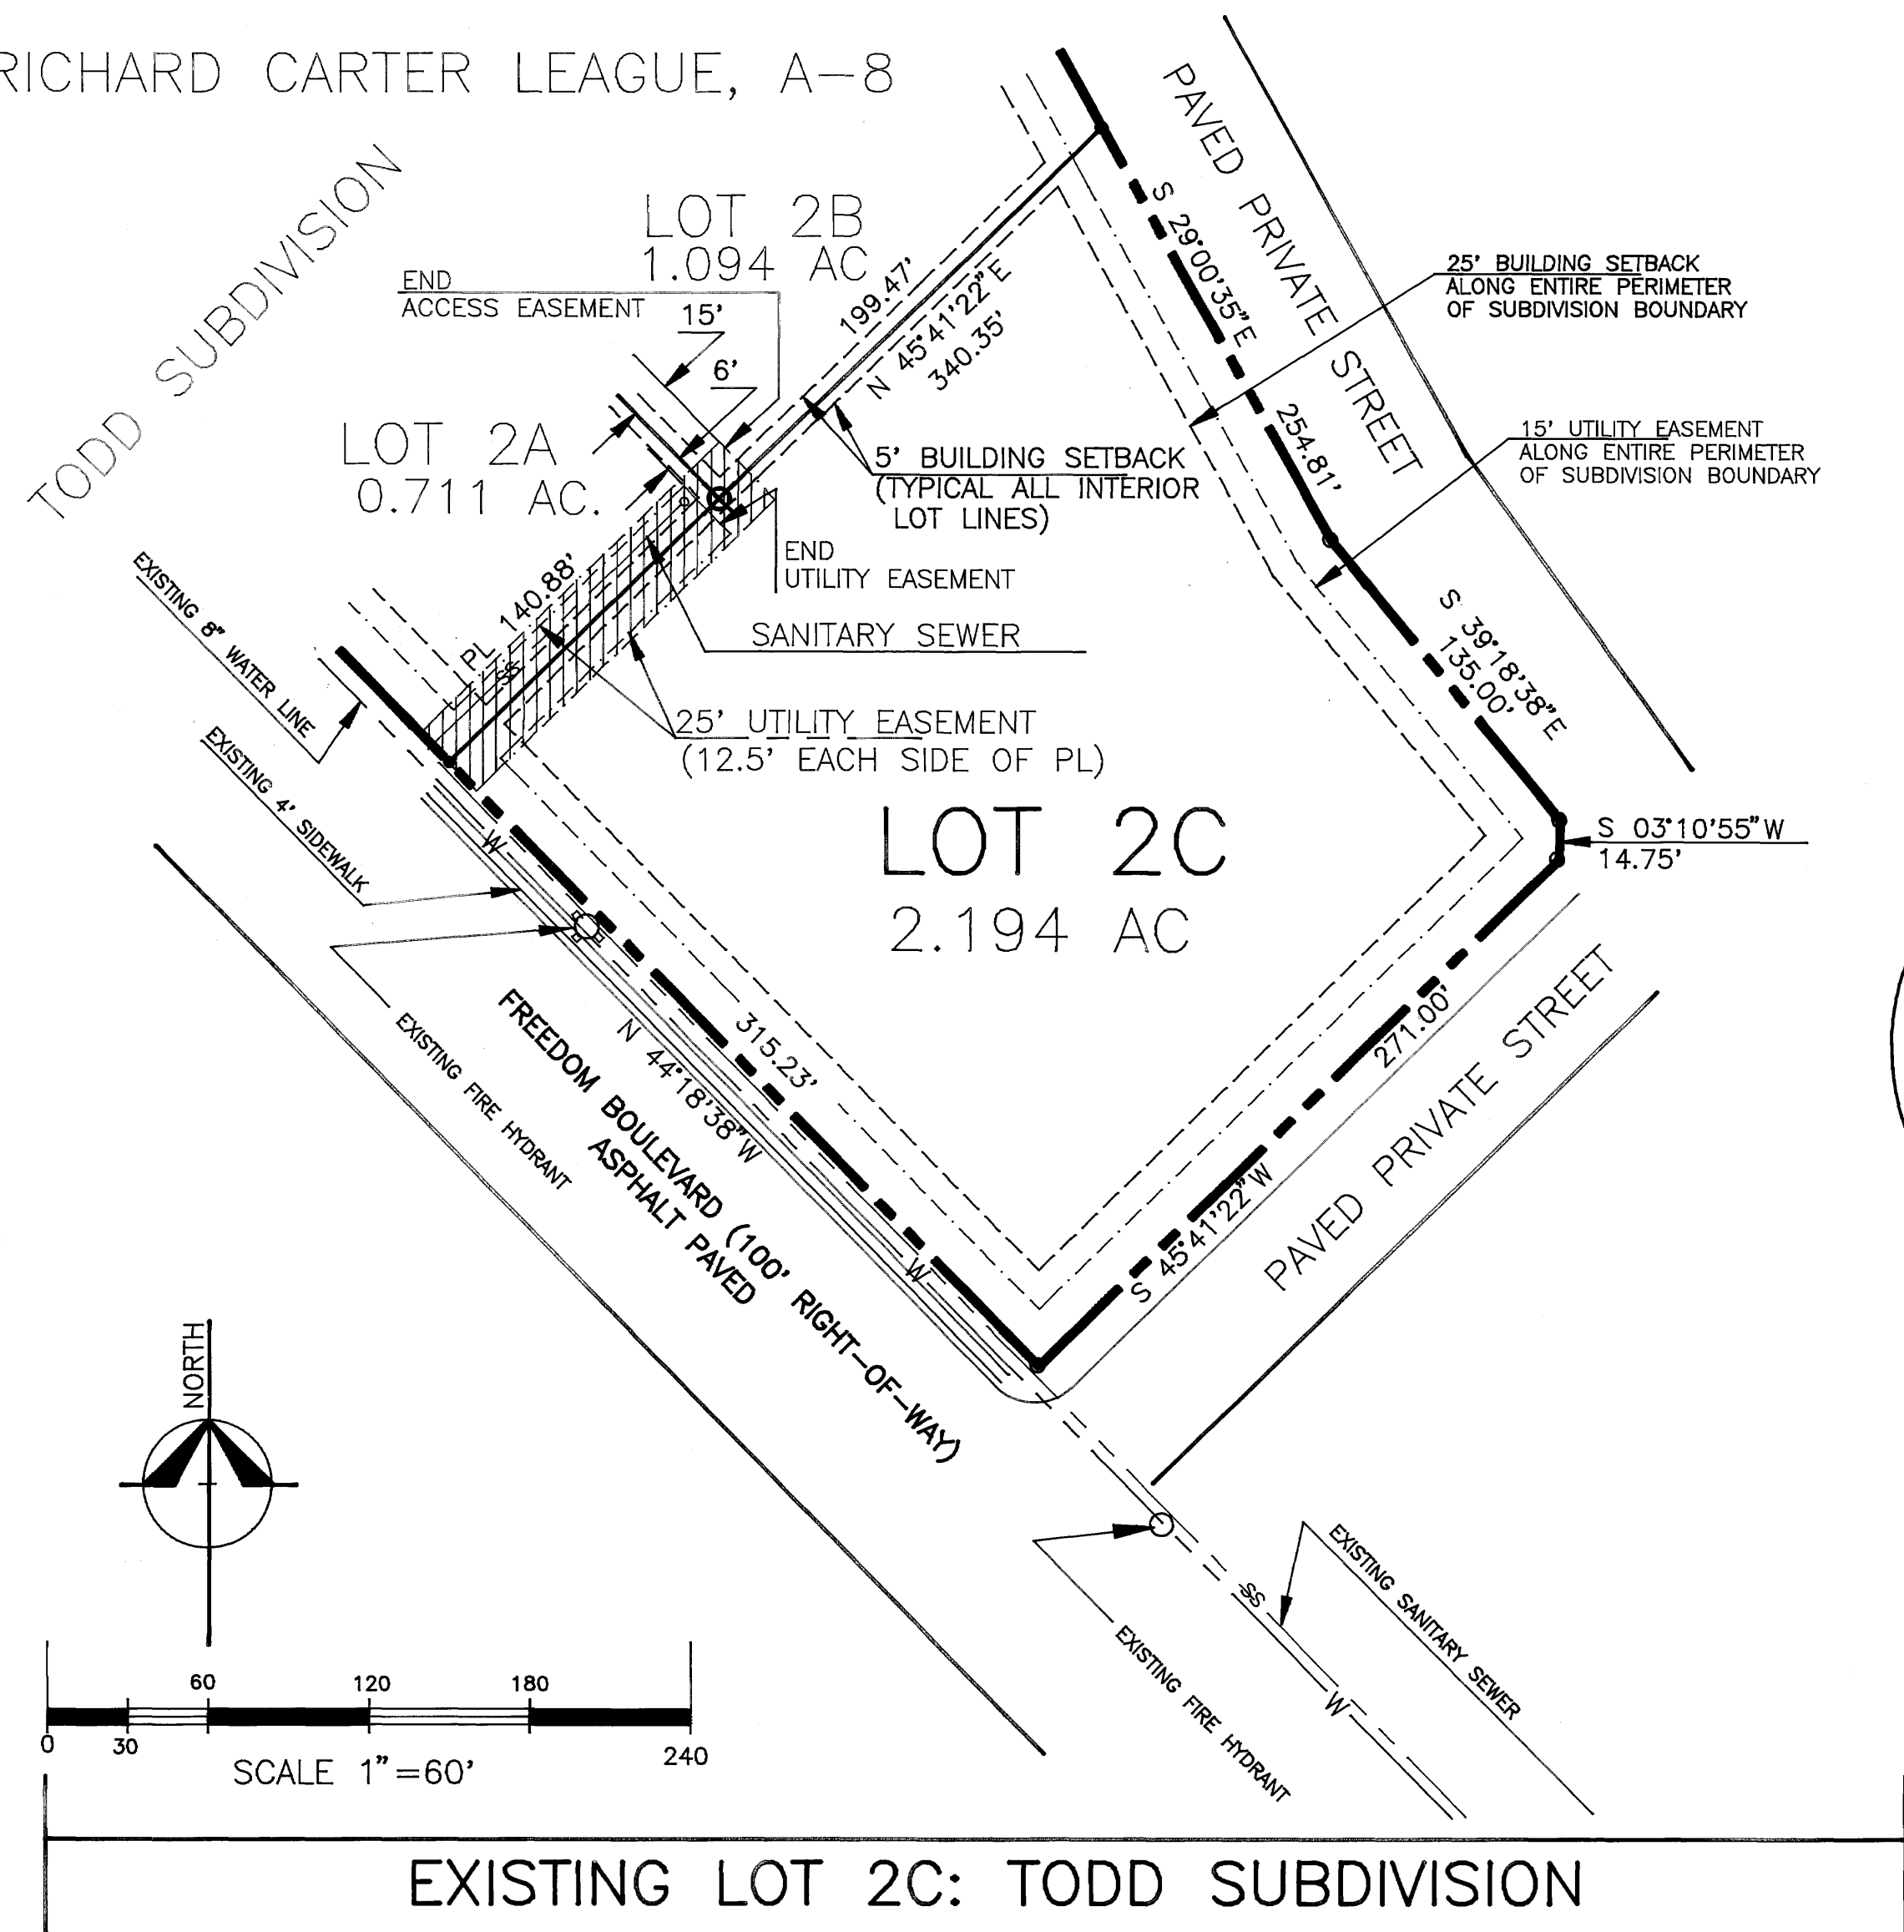 RICHARD CARTER LEAGUE, A-8
TODD SUBDIVISION
LOT 2B
1.094 AC
END
ACCESS EASEMENT
15'
6'
LOT 2A
0.711 AC.
199.47'
N 45°41'22"E
340.35'
PAVED PRIVATE STREET
S 29°00'35"E
254.81'
25' BUILDING SETBACK
ALONG ENTIRE PERIMETER
OF SUBDIVISION BOUNDARY
15' UTILITY EASEMENT
ALONG ENTIRE PERIMETER
OF SUBDIVISION BOUNDARY
5' BUILDING SETBACK
(TYPICAL ALL INTERIOR
LOT LINES)
END
UTILITY EASEMENT
PL 140.88'
SS
SANITARY SEWER
25' UTILITY EASEMENT
(12.5' EACH SIDE OF PL)
EXISTING 8" WATER LINE
EXISTING 4' SIDEWALK
W
S 39°18'38"E
135.00'
S 03°10'55"W
14.75'
LOT 2C
2.194 AC
315.23'
N 44°18'38"W
EXISTING FIRE HYDRANT
FREEDOM BOULEVARD (100' RIGHT-OF-WAY)
ASPHALT PAVED
W
271.00'
S 45°41'22"W
PAVED PRIVATE STREET
NORTH
EXISTING FIRE HYDRANT
SS
EXISTING SANITARY SEWER
W
60 120 180
0 30 240
SCALE 1"=60'
EXISTING LOT 2C: TODD SUBDIVISION